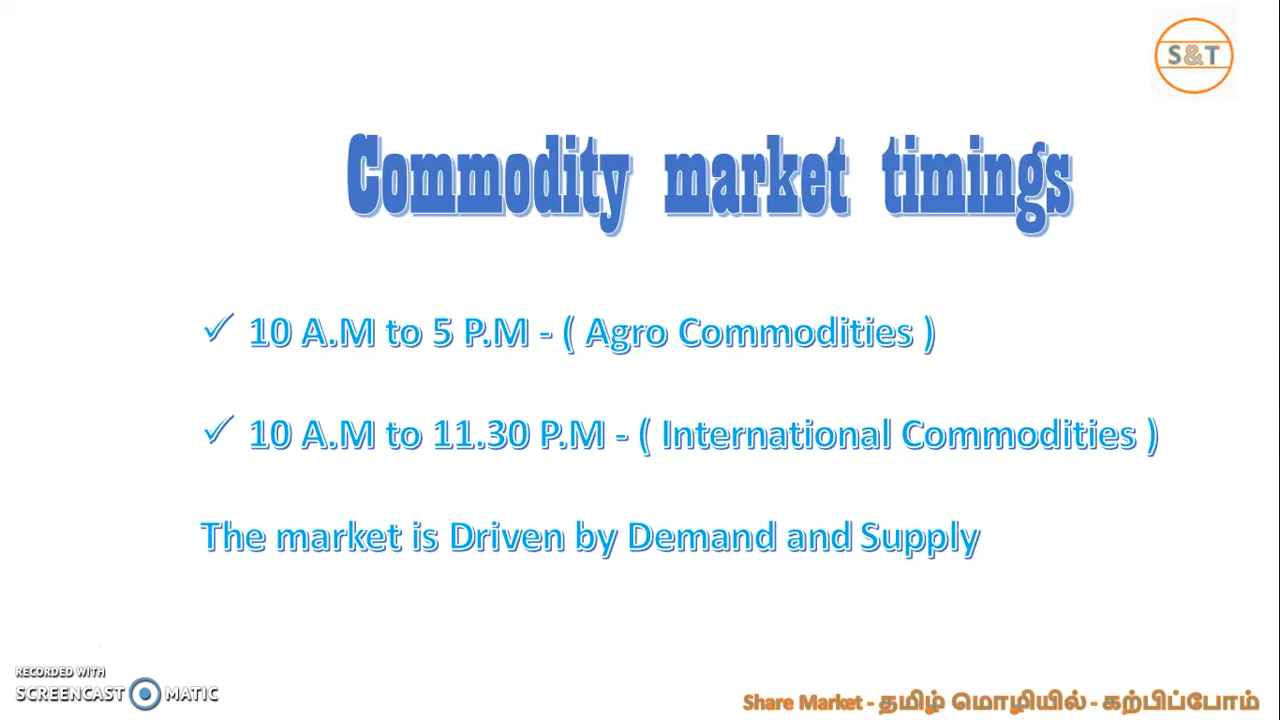 S&T
Commodity market timings
✓ 10 A.M to 5 P.M - ( Agro Commodities )
✓ 10 A.M to 11.30 P.M - ( International Commodities )
The market is Driven by Demand and Supply
RECORDED WITH
SCREENCAST MATIC
Share Market - தமிழ் மொழியில் - கற்பிப்போம்